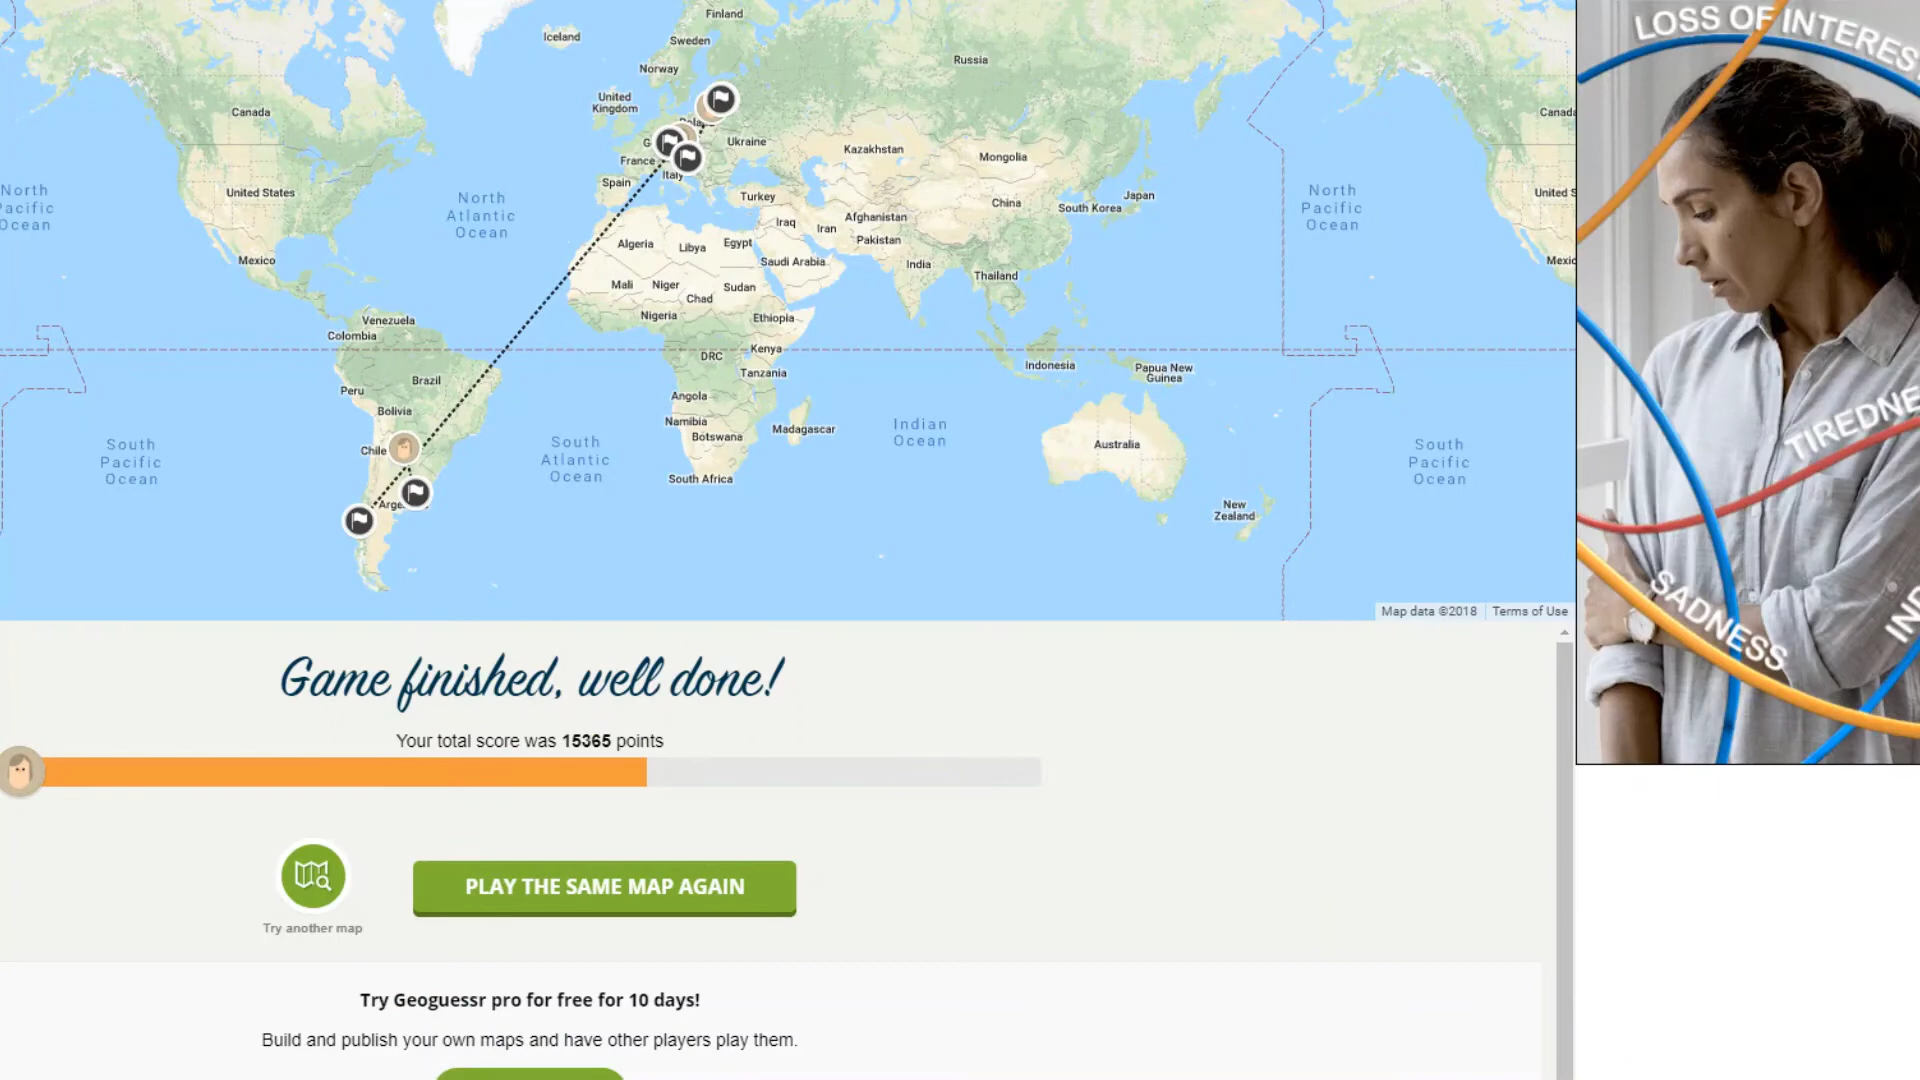 Finland
Iceland
Sweden
Russia
Norway
United
Kingdom
Canada
Canada
Ukraine
Kazakhstan
France
Mongolia
Italy
Spain
United States
Turkey
Japan
North
Pacific
Ocean
North
Atlantic
Ocean
China
South Korea
North
Pacific
Ocean
Iraq
Afghanistan
Iran
Algeria
Libya
Egypt
Pakistan
Mexico
Saudi Arabia
India
Thailand
Mali
Niger
Sudan
Chad
Nigeria
Ethiopia
Venezuela
Colombia
DRC
Kenya
Indonesia
Papua New
Guinea
Tanzania
Brazil
Peru
Angola
Bolivia
Namibia
Botswana
Madagascar
Indian
Ocean
Australia
South
Pacific
Ocean
Chile
South
Atlantic
Ocean
South Africa
South
Pacific
Ocean
New
Zealand
Map data ©2018
Terms of Use
Game finished, well done!
Your total score was 15365 points
Try another map
PLAY THE SAME MAP AGAIN
Try Geoguessr pro for free for 10 days!
Build and publish your own maps and have other players play them.
LOSS OF INTERES
TIREDNE
SADNESS